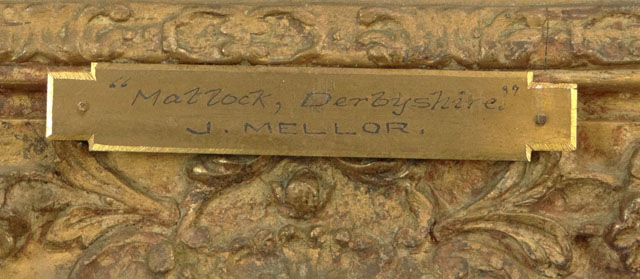 "Matlock, Derbyshire."
J. MELLOR.